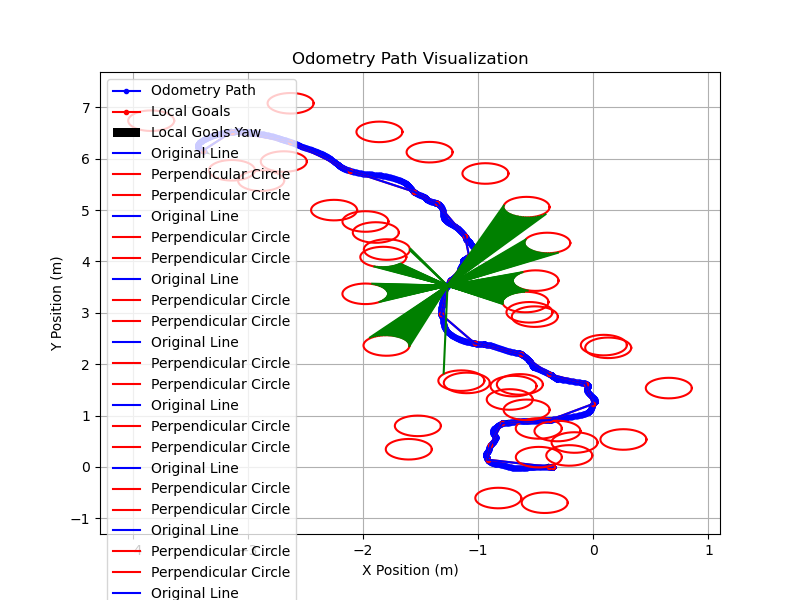 Odometry Path Visualization
Y Position (m)
7
6
5
4
3
2
1
0
−1
Odometry Path
Local Goals
Local Goals Yaw
Original Line
Perpendicular Circle
Perpendicular Circle
Original Line
Perpendicular Circle
Perpendicular Circle
Original Line
Perpendicular Circle
Perpendicular Circle
Original Line
Perpendicular Circle
Perpendicular Circle
Original Line
Perpendicular Circle
Perpendicular Circle
Original Line
Perpendicular Circle
Perpendicular Circle
Original Line
Perpendicular Circle
Perpendicular Circle
Original Line
−4 −3 −2 −1 0 1
X Position (m)